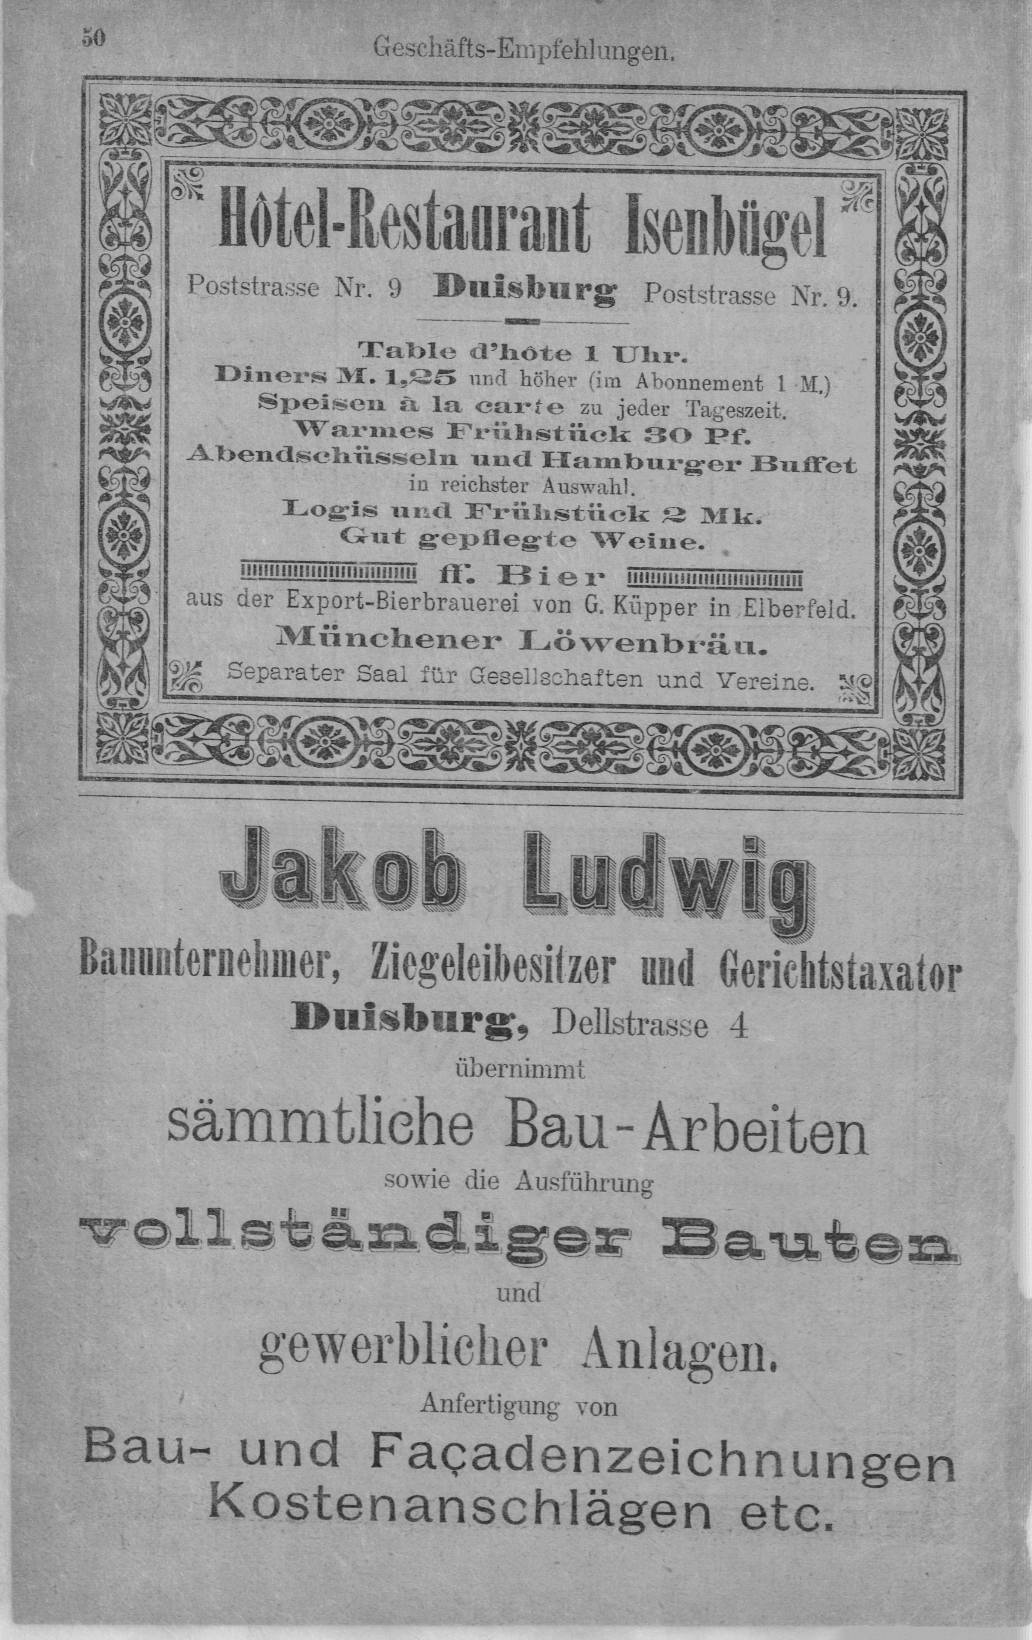 50
Geschäfts-Empfehlungen.
Hôtel-Restaurant Isenbügel
Poststrasse Nr. 9 Duisburg Poststrasse Nr. 9.
Table d'hôte 1 Uhr.
Diners M. 1,25 und höher (im Abonnement 1 M.)
Speisen à la carte zu jeder Tageszeit.
Warmes Frühstück 30 Pf.
Abendschüsseln und Hamburger Buffet
in reichster Auswahl.
Logis und Frühstück 2 Mk.
Gut gepflegte Weine.
ff. Bier
aus der Export-Bierbrauerei von G. Küpper in Elberfeld.
Münchener Löwenbräu.
Separater Saal für Gesellschaften und Vereine.
Jakob Ludwig
Bauunternehmer, Ziegeleibesitzer und Gerichtstaxator
Duisburg, Dellstrasse 4
übernimmt
sämmtliche Bau-Arbeiten
sowie die Ausführung
vollständiger Bauten
und
gewerblicher Anlagen.
Anfertigung von
Bau- und Façadenzeichnungen
Kostenanschlägen etc.